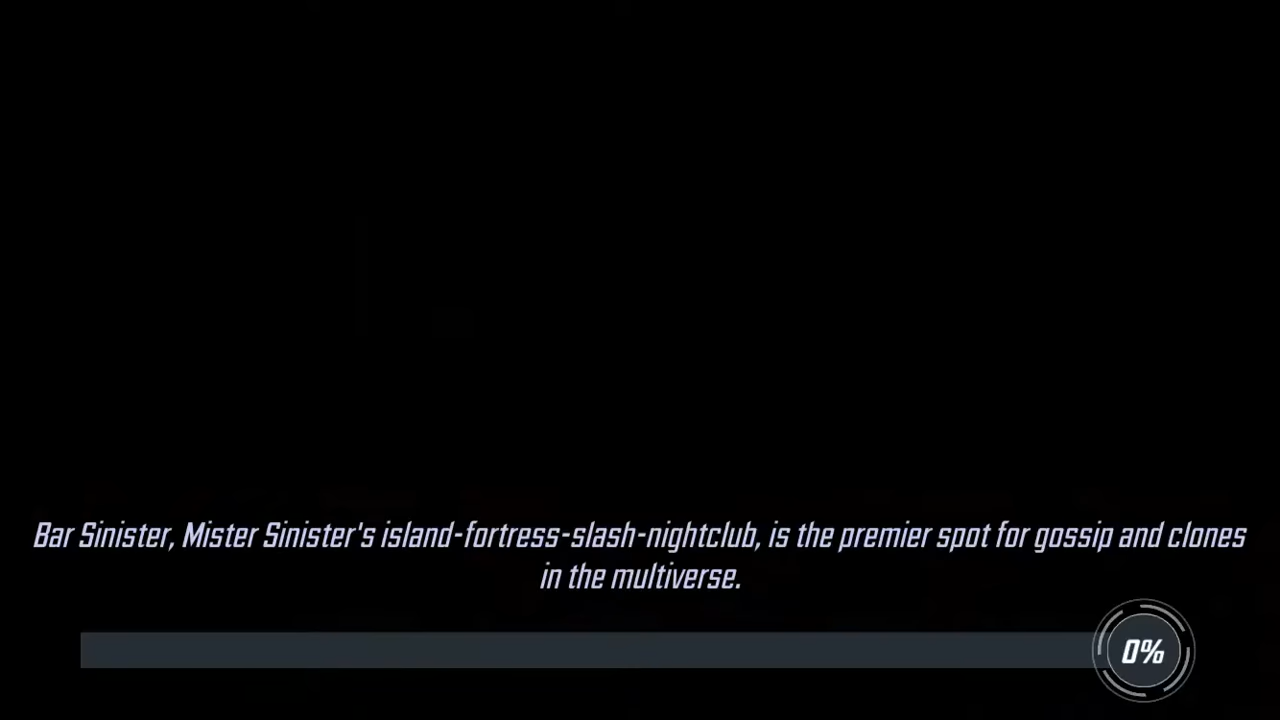 Bar Sinister, Mister Sinister's island-fortress-slash-nightclub, is the premier spot for gossip and clones
in the multiverse.
0%